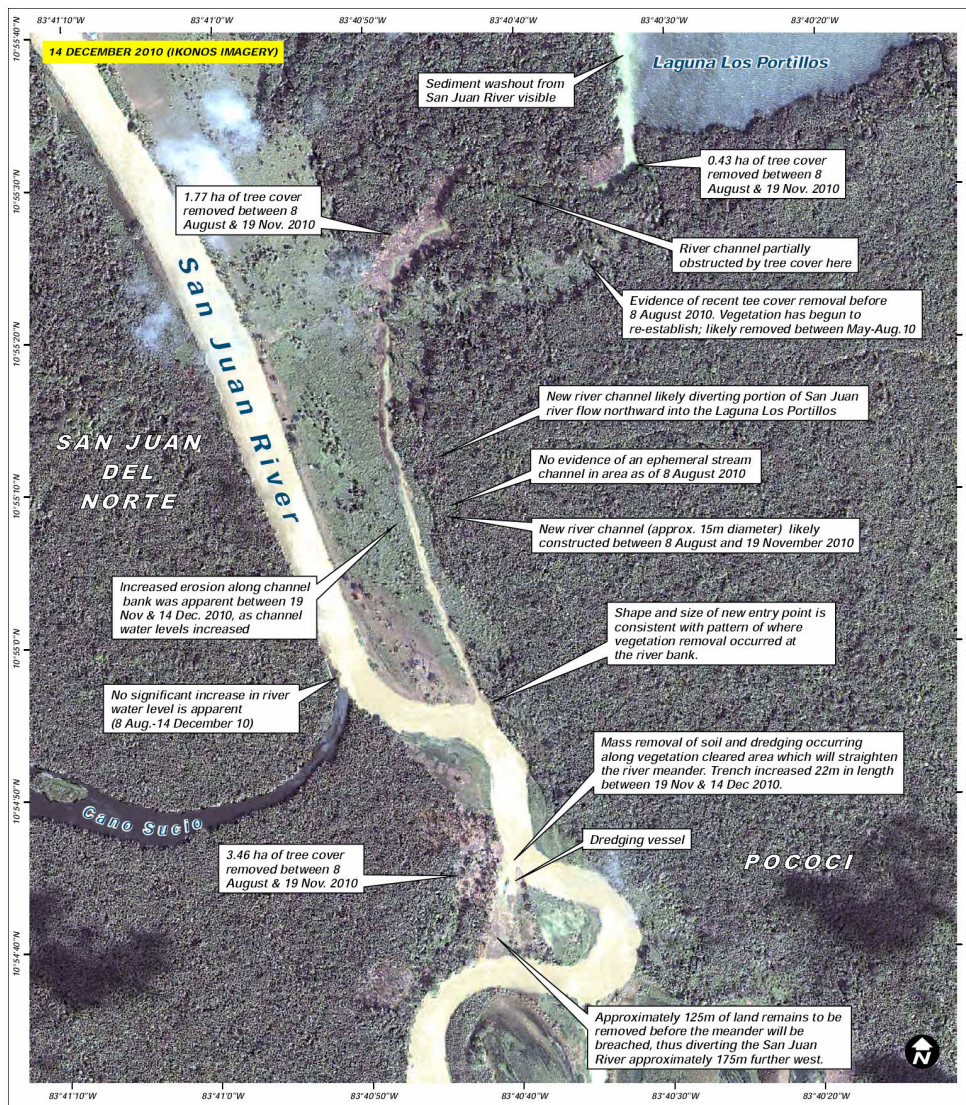 83°41'10"W
83°41'0"W
83°40'50"W
83°40'40"W
83°40'30"W
83°40'20"W
10°55'40"N
14 DECEMBER 2010 (IKONOS IMAGERY)
Laguna Los Portillos
Sediment washout from
San Juan River visible
0.43 ha of tree cover
removed between 8
August & 19 Nov. 2010
10°55'30"N
1.77 ha of tree cover
removed between 8
August & 19 Nov. 2010
River channel partially
obstructed by tree cover here
Evidence of recent tee cover removal before
8 August 2010. Vegetation has begun to
re-establish; likely removed between May-Aug.10
San Juan River
10°55'20"N
New river channel likely diverting portion of San Juan
river flow northward into the Laguna Los Portillos
SAN JUAN
DEL
NORTE
No evidence of an ephemeral stream
channel in area as of 8 August 2010
10°55'10"N
New river channel (approx. 15m diameter) likely
constructed between 8 August and 19 November 2010
Increased erosion along channel
bank was apparent between 19
Nov & 14 Dec. 2010, as channel
water levels increased
Shape and size of new entry point is
consistent with pattern of where
vegetation removal occurred at
the river bank.
10°55'0"N
No significant increase in river
water level is apparent
(8 Aug.-14 December 10)
Mass removal of soil and dredging occurring
along vegetation cleared area which will straighten
the river meander. Trench increased 22m in length
between 19 Nov & 14 Dec 2010.
10°54'50"N
Cano Sucio
Dredging vessel
3.46 ha of tree cover
removed between 8
August & 19 Nov. 2010
POCOCI
10°54'40"N
Approximately 125m of land remains to be
removed before the meander will be
breached, thus diverting the San Juan
River approximately 175m further west.
N
83°41'10"W
83°41'0"W
83°40'50"W
83°40'40"W
83°40'30"W
83°40'20"W